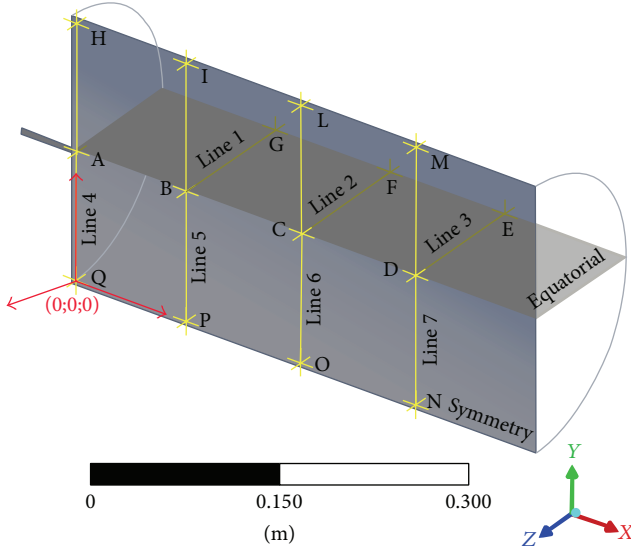 H
I
L
M
A
Line 1
G
B
Line 2
F
C
Line 3
E
D
Line 4
Line 5
Line 6
Line 7
Equatorial
Q
(0;0;0)
P
O
N
Symmetry
0
0.150
0.300
(m)
Y
X
Z